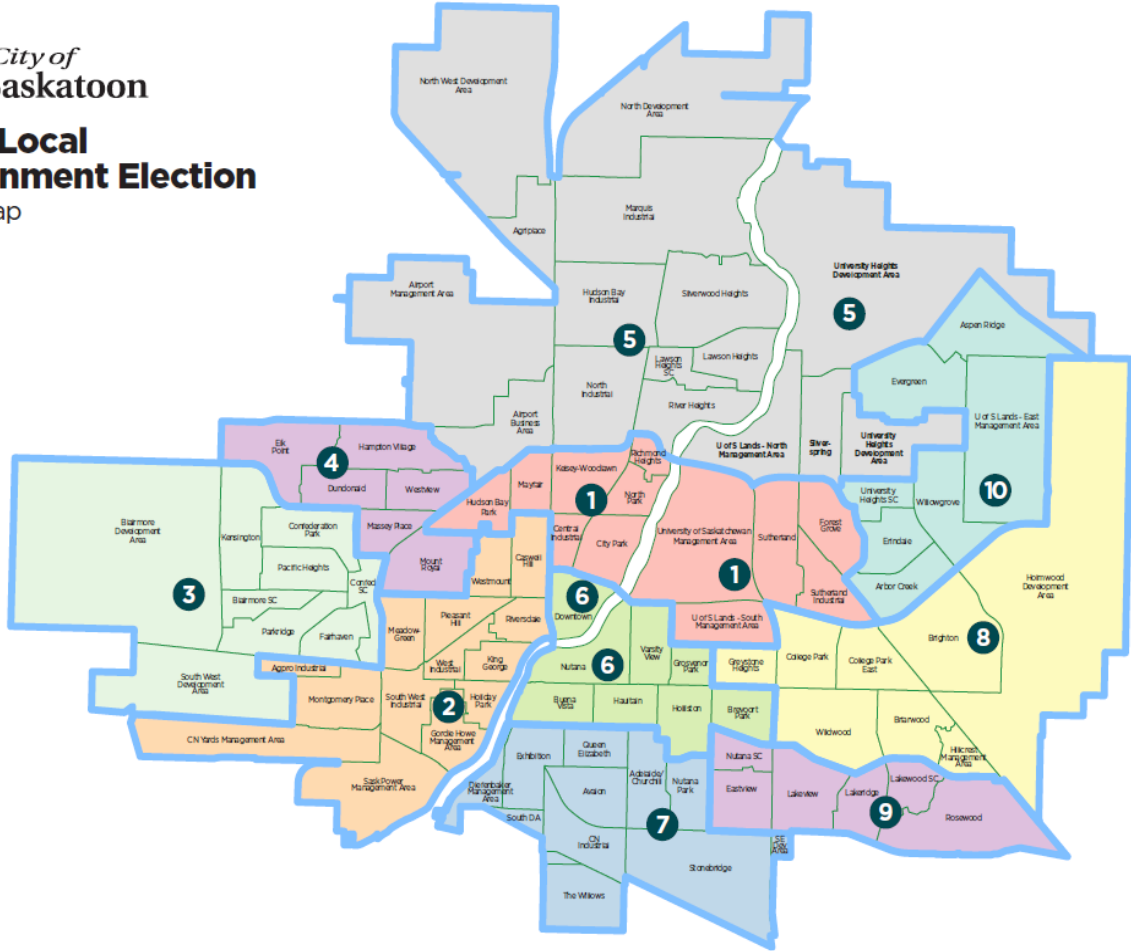 City of
Saskatoon
Local
nment Election
ap
North West Development
Area
North Development
Area
Agriplace
Marquis
Industrial
Airport
Management Area
Hudson Bay
Industrial
Silverwood Heights
University Heights
Development Area
5
5
Aspen Ridge
Lawson
Heights
SC
Lawson Heights
Evergreen
North
Industrial
River Heights
Airport
Business
Area
U of S Lands - East
Management Area
U of S Lands - North
Management Area
Silver-
spring
University
Heights
Development
Area
Elk
Point
Hampton Village
4
Dundonald
Westview
Massey Place
Mount
Royal
Hudson Bay
Park
Mayfair
Kelsey-Woodlawn
Richmond
Heights
North
Park
1
Central
Industrial
City Park
University of Saskatchewan
Management Area
Sutherland
Forest
Grove
1
Sutherland
Industrial
U of S Lands - South
Management Area
University
Heights SC
Willowgrove
10
Erindale
Arbor Creek
Blairmore
Development
Area
Kensington
Confederation
Park
Pacific Heights
Confed
SC
3
Blairmore SC
Parkridge
Fairhaven
South West
Development
Area
Caswell
Hill
Westmount
Pleasant
Hill
Riversdale
Meadow-
Green
West
Industrial
King
George
Agpro Industrial
Montgomery Place
South West
Industrial
2
Holiday
Park
Gordie Howe
Management
Area
CN Yards Management Area
SaskPower
Management Area
6
Downtown
Nutana
6
Varsity
View
Grosvenor
Park
Buena
Vista
Haultain
Holliston
Brevoort
Park
Holmwood
Development
Area
Brighton
8
Greystone
Heights
College Park
College Park
East
Wildwood
Briarwood
Hillcrest
Management
Area
Exhibition
Queen
Elizabeth
Adelaide/
Churchill
Nutana
Park
Diefenbaker
Management
Area
Avalon
South DA
7
CN
Industrial
SE
Dev
Area
Stonebridge
The Willows
Nutana SC
Eastview
Lakeview
Lakeridge
Lakewood SC
9
Rosewood